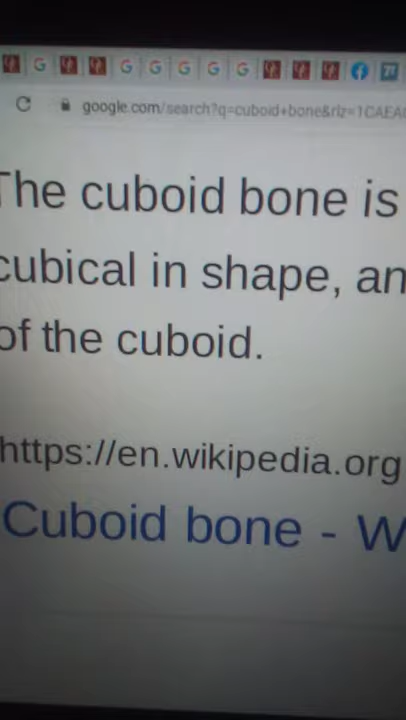 google.com/search?q=cuboid+bone&rlz=1CAEA
The cuboid bone is
cubical in shape, an
of the cuboid.
https://en.wikipedia.org
Cuboid bone - W